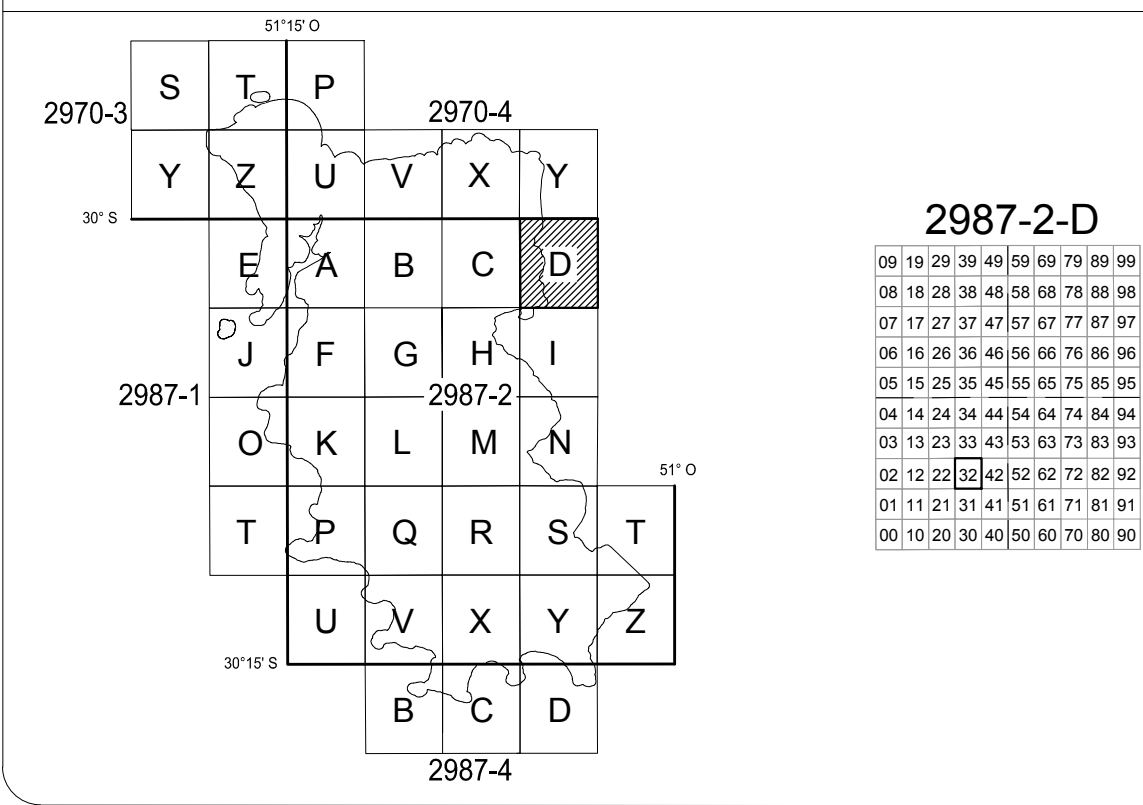 51°15' O
S T P
2970-3 2970-4
Y Z U V X Y
30° S
E A B C D
J F G H I
2987-1 2987-2
O K L M N
51° O
T P Q R S T
U V X Y Z
30°15' S
B C D
2987-4
2987-2-D
09 19 29 39 49 59 69 79 89 99
08 18 28 38 48 58 68 78 88 98
07 17 27 37 47 57 67 77 87 97
06 16 26 36 46 56 66 76 86 96
05 15 25 35 45 55 65 75 85 95
04 14 24 34 44 54 64 74 84 94
03 13 23 33 43 53 63 73 83 93
02 12 22 32 42 52 62 72 82 92
01 11 21 31 41 51 61 71 81 91
00 10 20 30 40 50 60 70 80 90